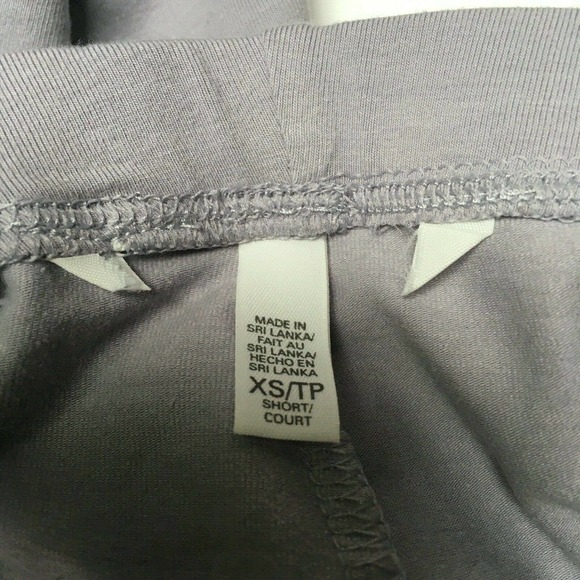 MADE IN
SRI LANKA/
FAIT AU
SRI LANKA/
HECHO EN
SRI LANKA
XS/TP
SHORT/
COURT